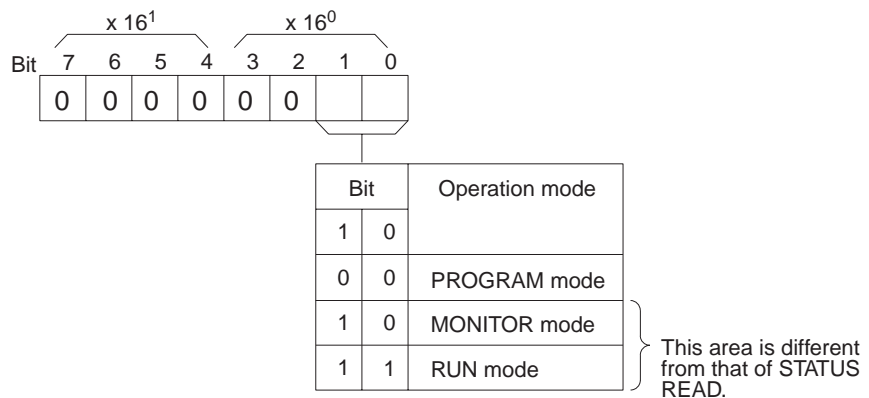 x 16¹ x 16⁰
Bit 7 6 5 4 3 2 1 0
0 0 0 0 0 0
Bit Operation mode
1 0
0 0 PROGRAM mode
1 0 MONITOR mode
1 1 RUN mode
This area is different
from that of STATUS
READ.